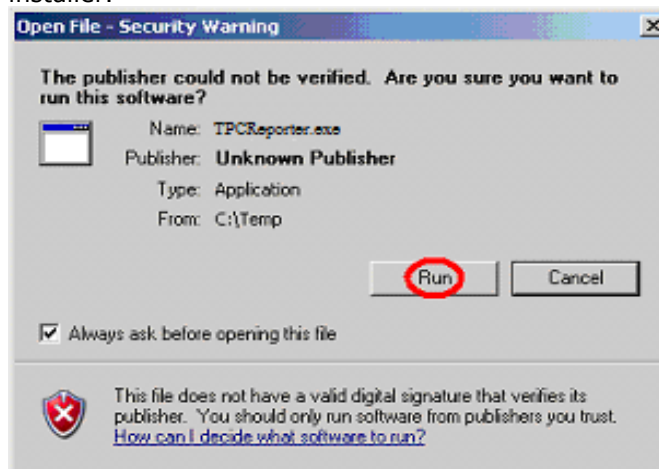 installer.
Open File - Security Warning
The publisher could not be verified. Are you sure you want to
run this software?
Name: TPCReporter.exe
Publisher: Unknown Publisher
Type: Application
From: C:\Temp
Run Cancel
Always ask before opening this file
This file does not have a valid digital signature that verifies its
publisher. You should only run software from publishers you trust.
How can I decide what software to run?